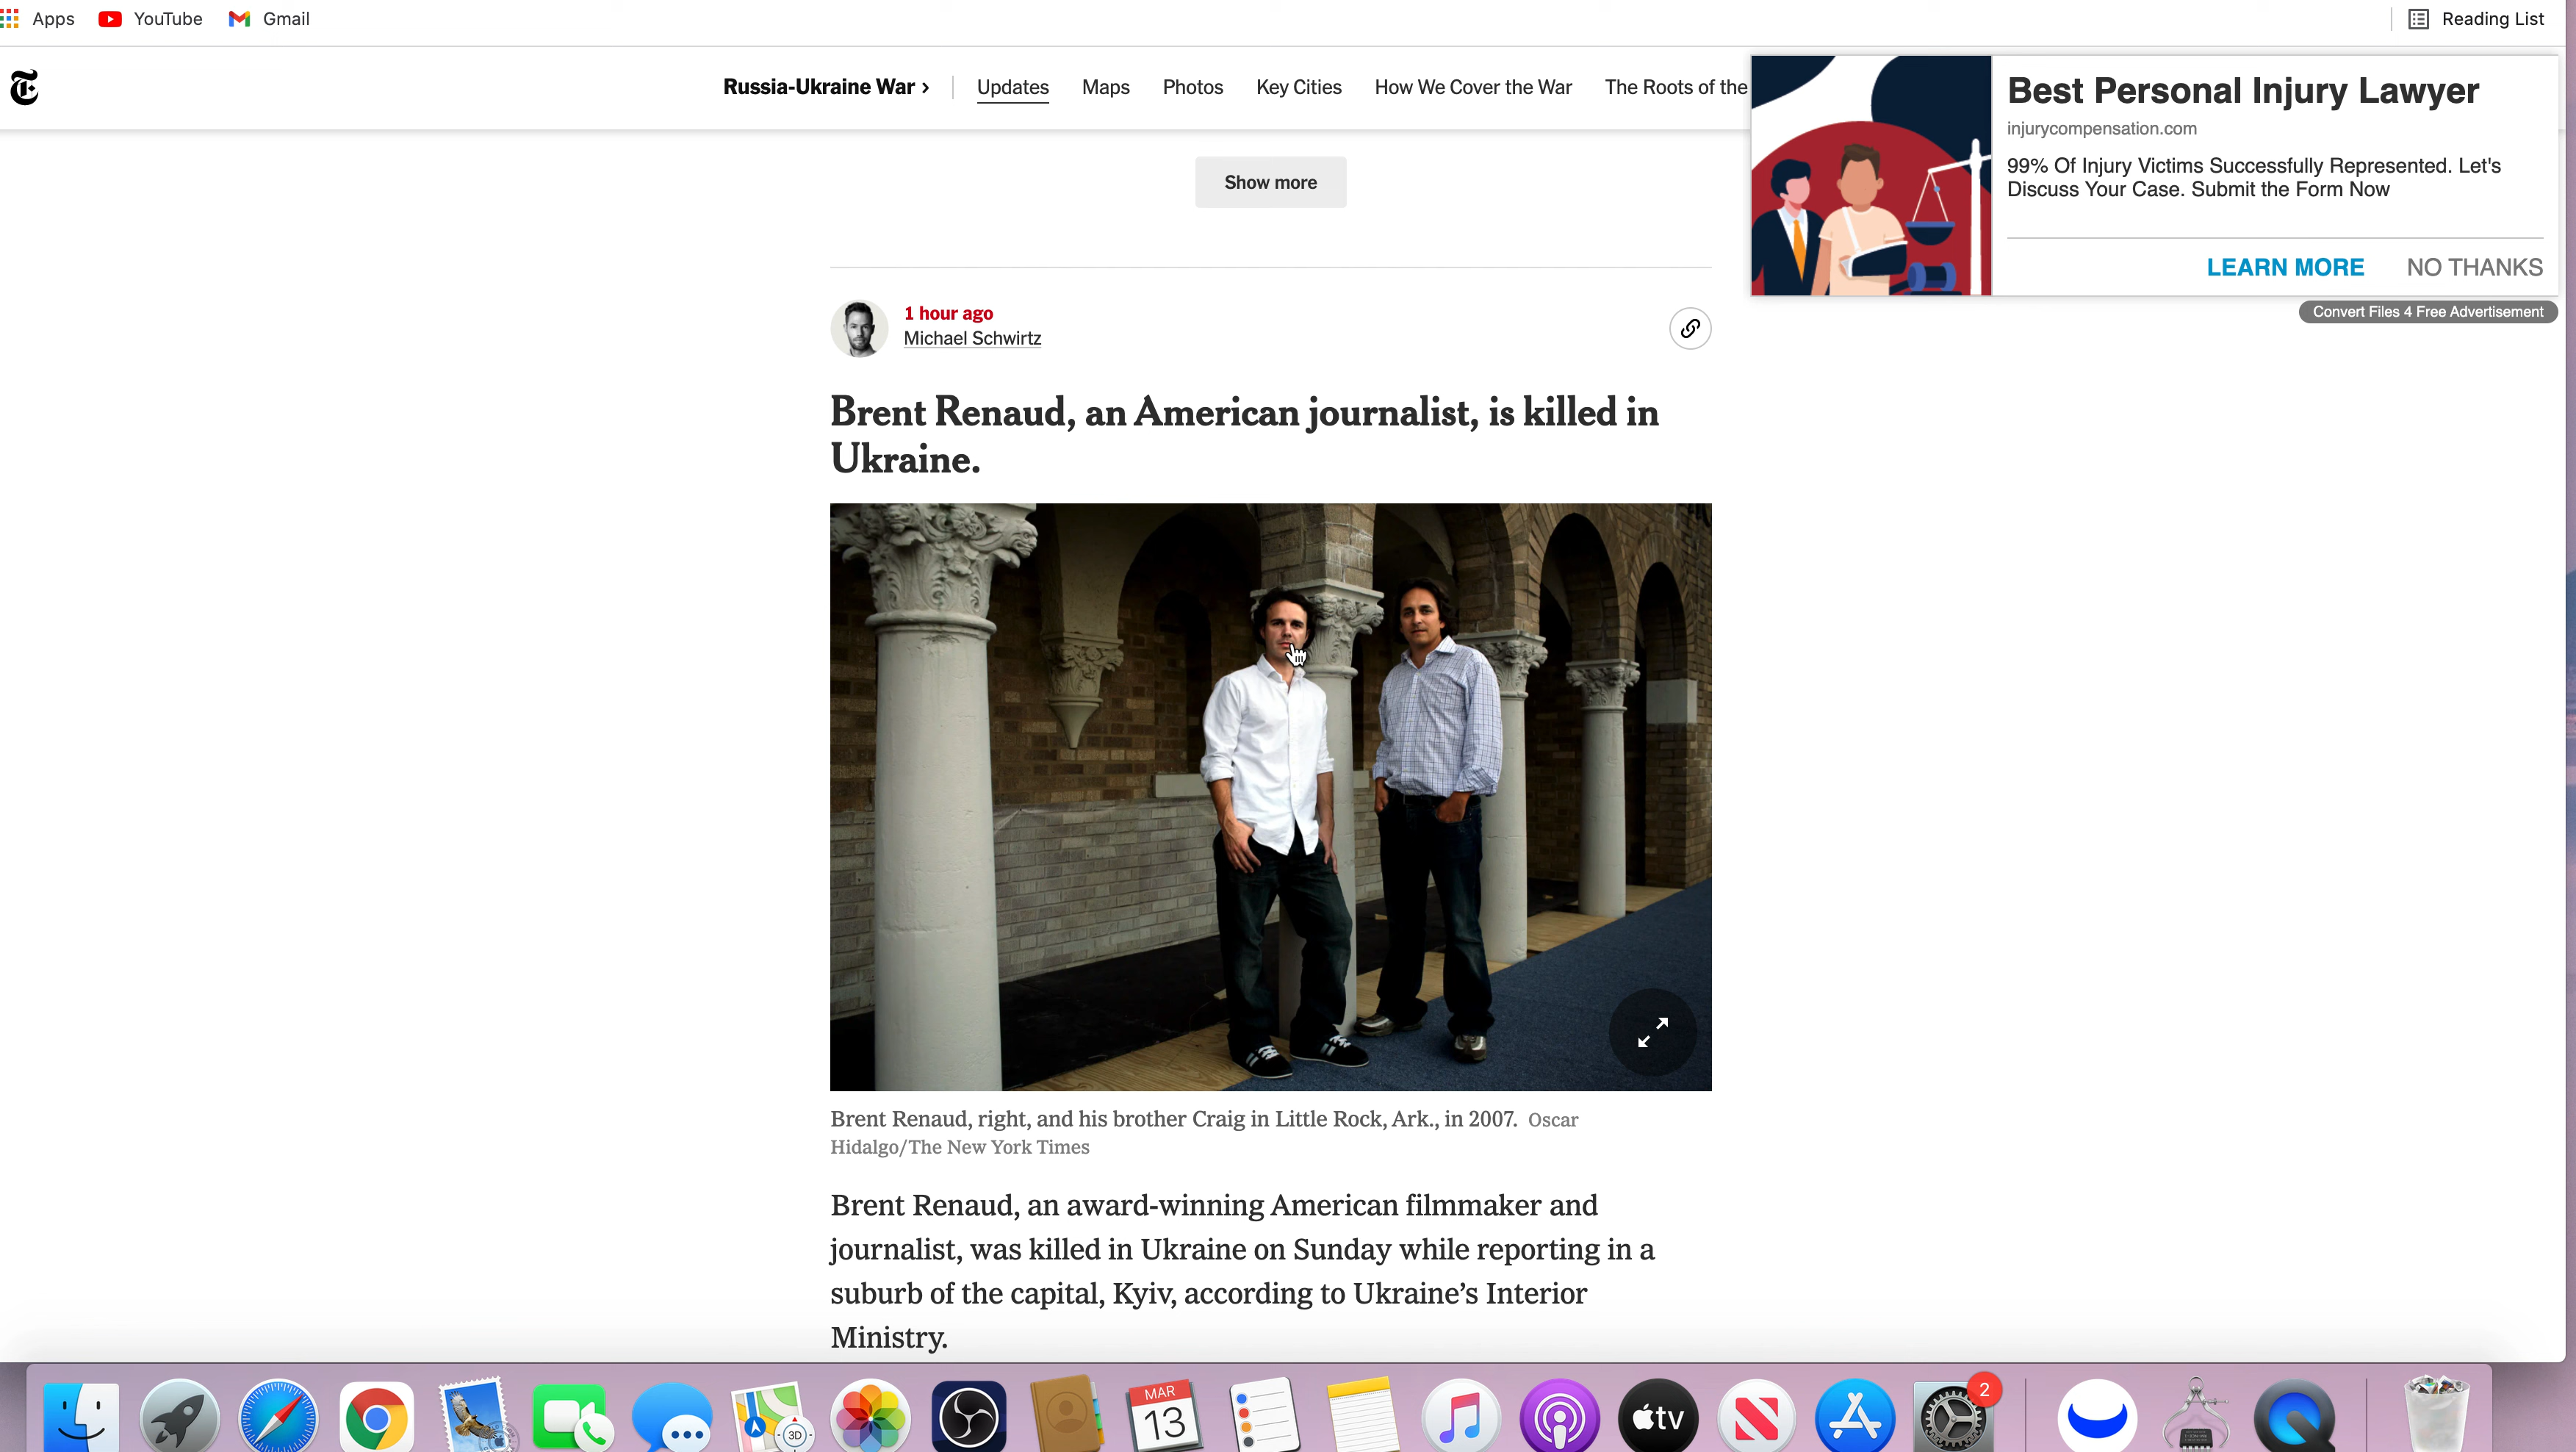 Apps YouTube Gmail Reading List
Russia-Ukraine War › Updates Maps Photos Key Cities How We Cover the War The Roots of the
Best Personal Injury Lawyer
injurycompensation.com
99% Of Injury Victims Successfully Represented. Let's
Discuss Your Case. Submit the Form Now
LEARN MORE NO THANKS
Convert Files 4 Free Advertisement
Show more
1 hour ago
Michael Schwirtz
Brent Renaud, an American journalist, is killed in
Ukraine.
Brent Renaud, right, and his brother Craig in Little Rock, Ark., in 2007. Oscar
Hidalgo/The New York Times
Brent Renaud, an award-winning American filmmaker and
journalist, was killed in Ukraine on Sunday while reporting in a
suburb of the capital, Kyiv, according to Ukraine’s Interior
Ministry.
3D
MAR
13
tv
2